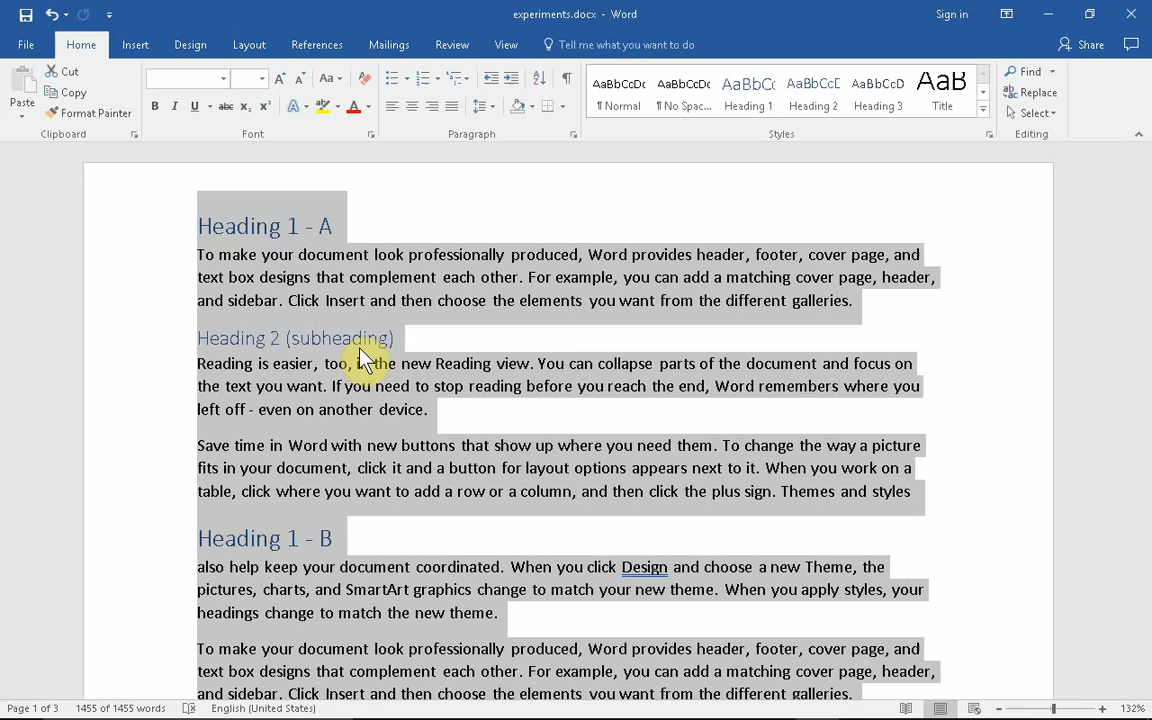 experiments.docx - Word
Sign in
File Home Insert Design Layout References Mailings Review View Tell me what you want to do Share
Paste
Cut
Copy
Format Painter
Clipboard
Aa
B I U abc x₂ x²
A A
Font
Paragraph
AaBbCcDc AaBbCcDc AaBbCc AaBbCcC AaBbCcD AaB
¶ Normal ¶ No Spac... Heading 1 Heading 2 Heading 3 Title
Styles
Find
Replace
Select
Editing
Heading 1 - A
To make your document look professionally produced, Word provides header, footer, cover page, and
text box designs that complement each other. For example, you can add a matching cover page, header,
and sidebar. Click Insert and then choose the elements you want from the different galleries.
Heading 2 (subheading)
Reading is easier, too, the new Reading view. You can collapse parts of the document and focus on
the text you want. If you need to stop reading before you reach the end, Word remembers where you
left off - even on another device.
Save time in Word with new buttons that show up where you need them. To change the way a picture
fits in your document, click it and a button for layout options appears next to it. When you work on a
table, click where you want to add a row or a column, and then click the plus sign. Themes and styles
Heading 1 - B
also help keep your document coordinated. When you click Design and choose a new Theme, the
pictures, charts, and SmartArt graphics change to match your new theme. When you apply styles, your
headings change to match the new theme.
To make your document look professionally produced, Word provides header, footer, cover page, and
text box designs that complement each other. For example, you can add a matching cover page, header,
and sidebar. Click Insert and then choose the elements you want from the different galleries.
Page 1 of 3 1455 of 1455 words English (United States) 132%